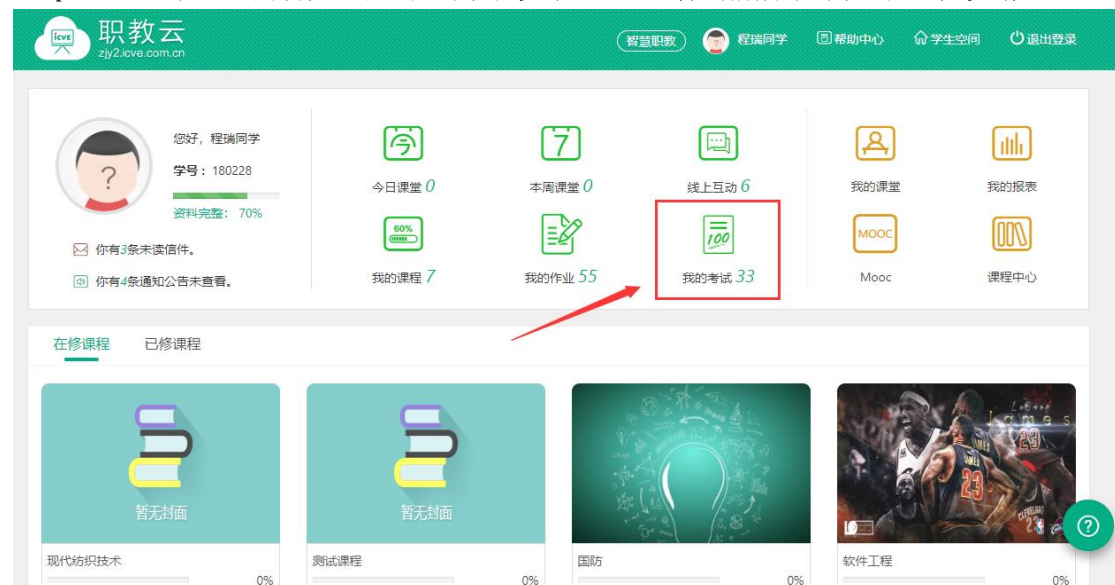 icve
职教云
zjy2.icve.com.cn
智慧职教
程瑞同学
帮助中心
学生空间
退出登录
您好，程瑞同学
学号：180228
资料完整： 70%
你有3条未读信件。
你有4条通知公告未查看。
今日课堂 0
本周课堂 0
线上互动 6
我的课堂
我的报表
60%
100
MOOC
我的课程 7
我的作业 55
我的考试 33
Mooc
课程中心
在修课程
已修课程
暂无封面
暂无封面
James
23
现代纺织技术
测试课程
国防
软件工程
0%
0%
0%
0%